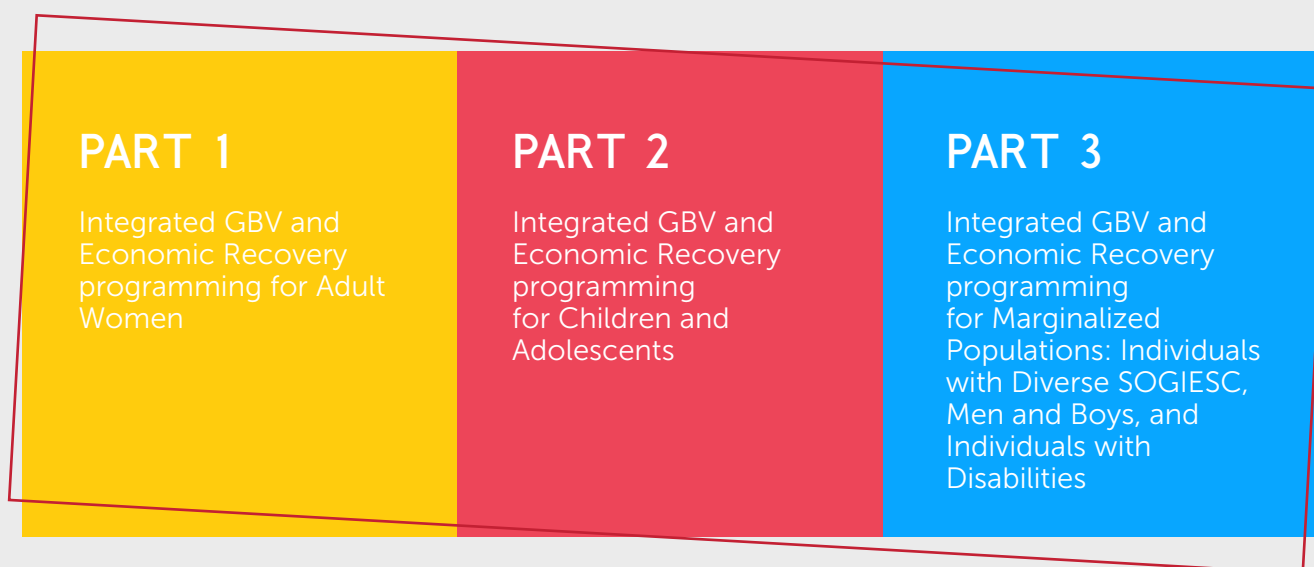 PART 1
Integrated GBV and
Economic Recovery
programming for Adult
Women
PART 2
Integrated GBV and
Economic Recovery
programming
for Children and
Adolescents
PART 3
Integrated GBV and
Economic Recovery
programming
for Marginalized
Populations: Individuals
with Diverse SOGIESC,
Men and Boys, and
Individuals with
Disabilities